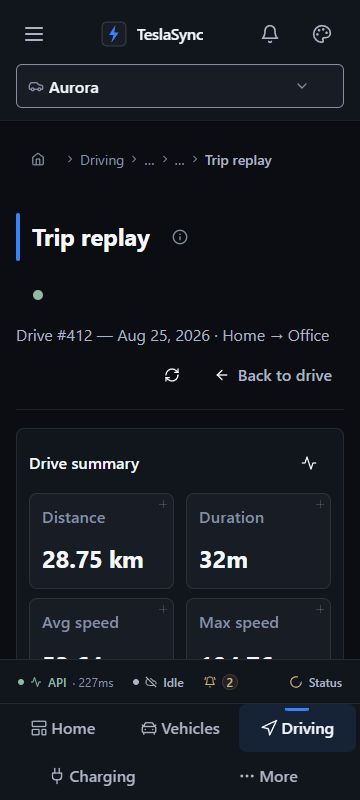 TeslaSync
Aurora
Driving > ... > ... > Trip replay
Trip replay
Drive #412 — Aug 25, 2026 · Home → Office
← Back to drive
Drive summary
Distance
Duration
28.75 km
32m
Avg speed
Max speed
API · 227ms
Idle
2
Status
Home
Vehicles
Driving
Charging
More